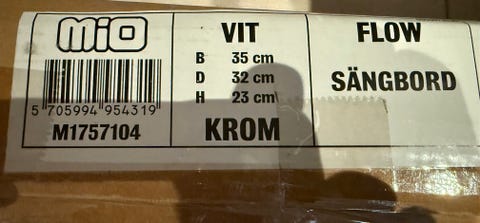 mio
5 705994 954319
M1757104
VIT
B 35 cm
D 32 cm
H 23 cm
KROM
FLOW
SÄNGBORD